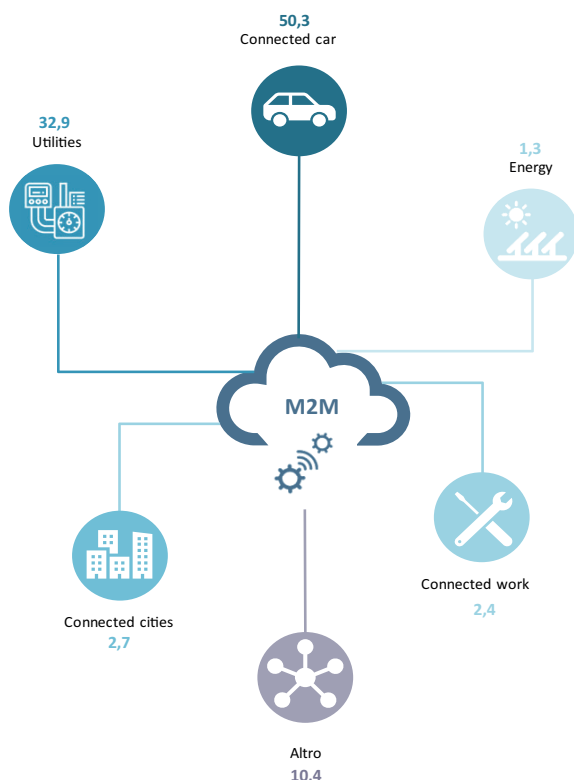 50,3
Connected car
32,9
Utilities
1,3
Energy
M2M
Connected work
2,4
Connected cities
2,7
Altro
10,4